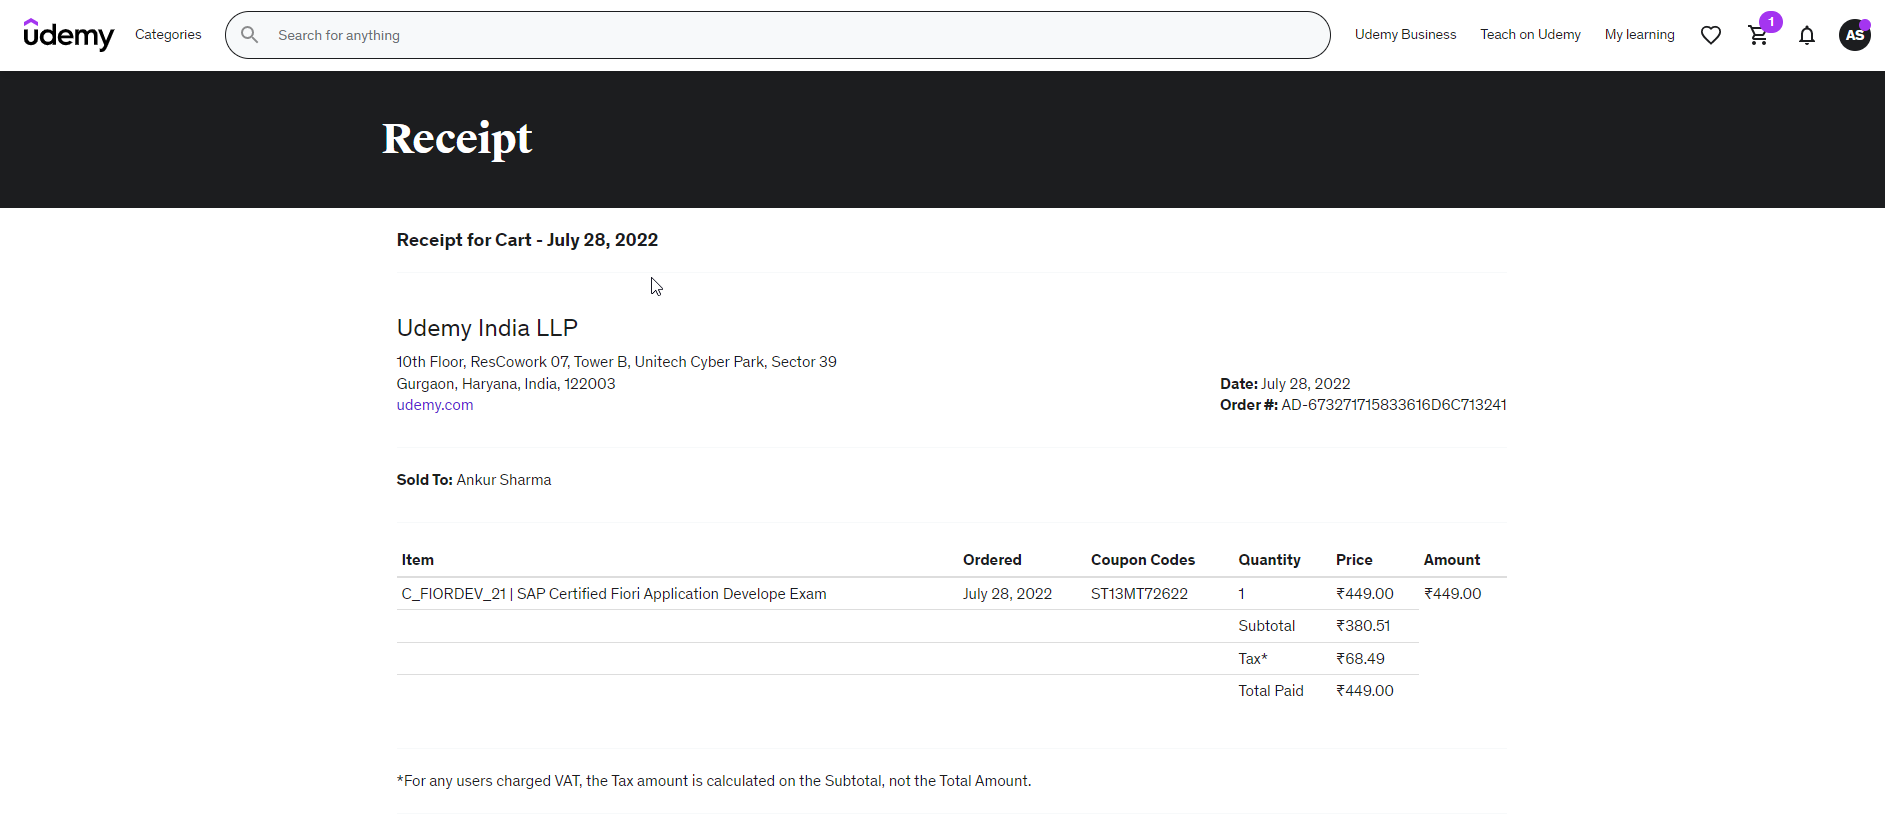 udemy Categories Search for anything Udemy Business Teach on Udemy My learning 1 AS
Receipt
Receipt for Cart - July 28, 2022
Udemy India LLP
10th Floor, ResCowork 07, Tower B, Unitech Cyber Park, Sector 39
Gurgaon, Haryana, India, 122003
udemy.com
Date: July 28, 2022
Order #: AD-673271715833616D6C713241
Sold To: Ankur Sharma
Item Ordered Coupon Codes Quantity Price Amount
C_FIORDEV_21 | SAP Certified Fiori Application Develope Exam July 28, 2022 ST13MT72622 1 ₹449.00 ₹449.00
Subtotal ₹380.51
Tax* ₹68.49
Total Paid ₹449.00
*For any users charged VAT, the Tax amount is calculated on the Subtotal, not the Total Amount.